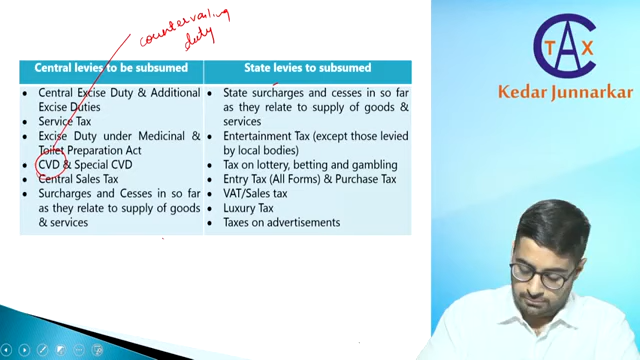 countervailing
duty
Central levies to be subsumed
• Central Excise Duty & Additional
Excise Duties
• Service Tax
• Excise Duty under Medicinal &
Toilet Preparation Act
• CVD & Special CVD
• Central Sales Tax
• Surcharges and Cesses in so far
as they relate to supply of goods
& services
State levies to subsumed
• State surcharges and cesses in so far
as they relate to supply of goods &
services
• Entertainment Tax (except those levied
by local bodies)
• Tax on lottery, betting and gambling
• Entry Tax (All Forms) & Purchase Tax
• VAT/Sales tax
• Luxury Tax
• Taxes on advertisements
CA
TAX
Kedar Junnarkar